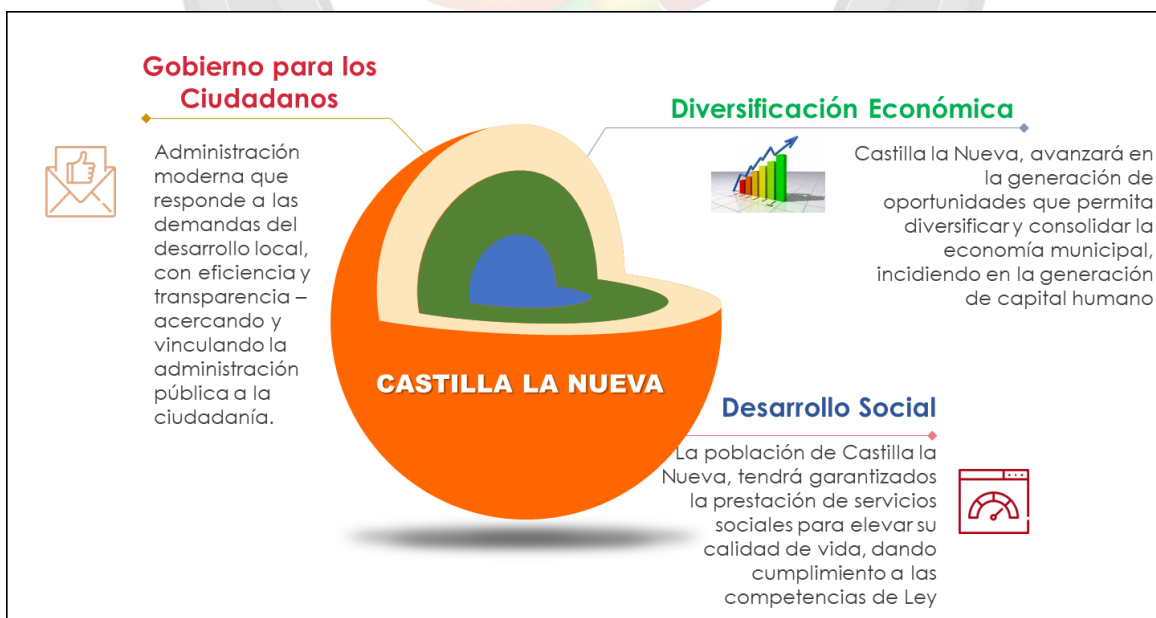 Gobierno para los
Ciudadanos
Administración
moderna que
responde a las
demandas del
desarrollo local,
con eficiencia y
transparencia –
acercando y
vinculando la
administración
pública a la
ciudadanía.
Diversificación Económica
Castilla la Nueva, avanzará en
la generación de
oportunidades que permita
diversificar y consolidar la
economía municipal,
incidiendo en la generación
de capital humano
CASTILLA LA NUEVA
Desarrollo Social
La población de Castilla la
Nueva, tendrá garantizados
la prestación de servicios
sociales para elevar su
calidad de vida, dando
cumplimiento a las
competencias de Ley